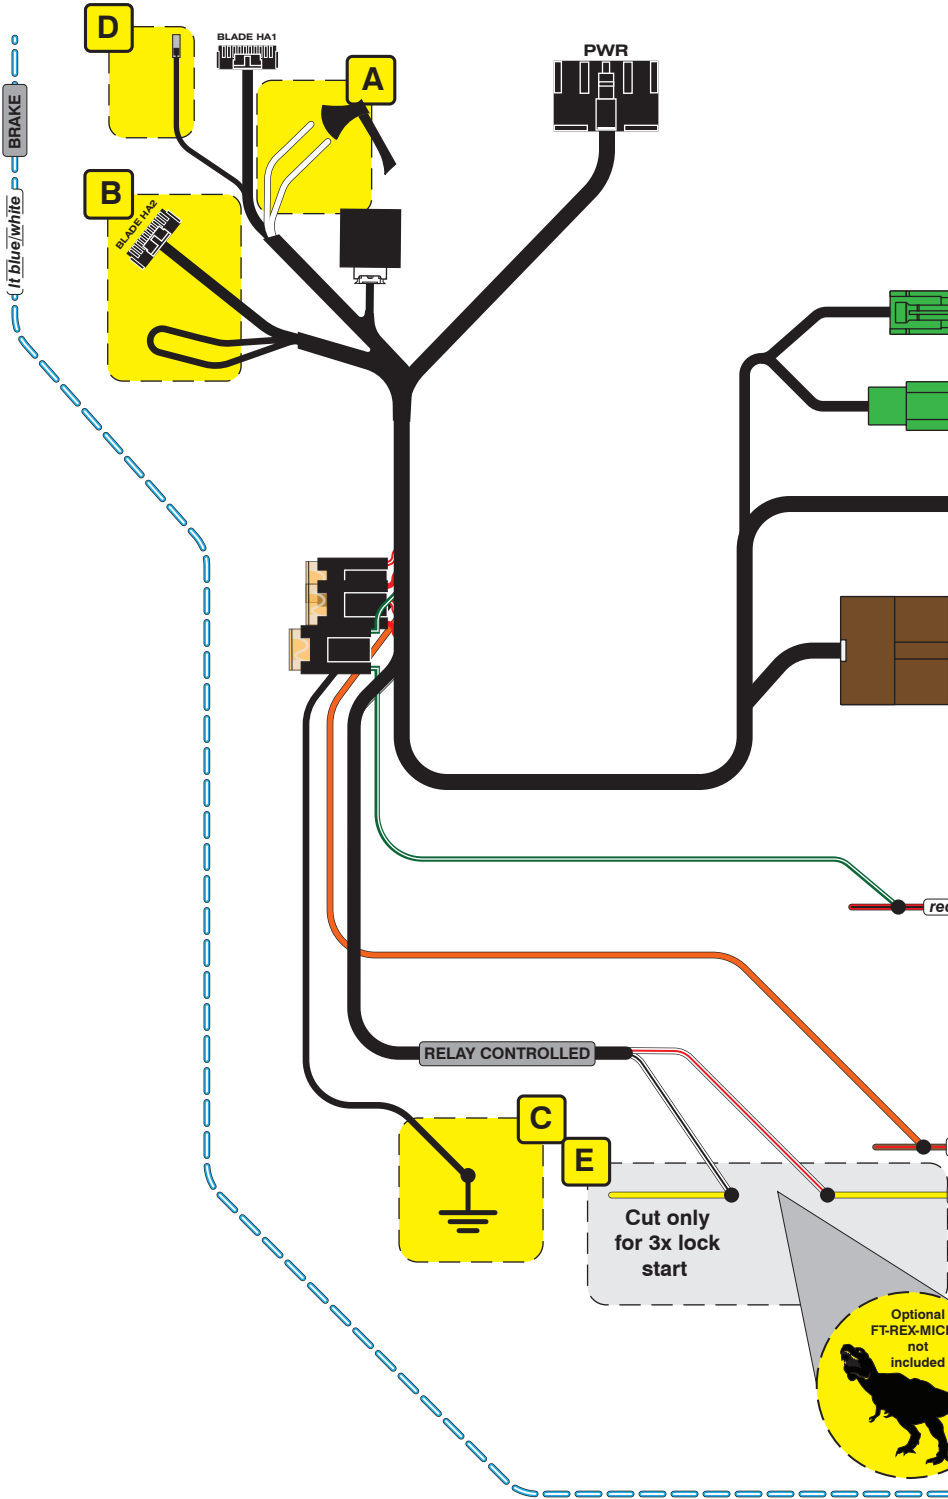 D
BLADE HA1
A
PWR
BRAKE
lt blue/white
B
BLADE HA2
RELAY CONTROLLED
C
E
Cut only
for 3x lock
start
Optional
not
included